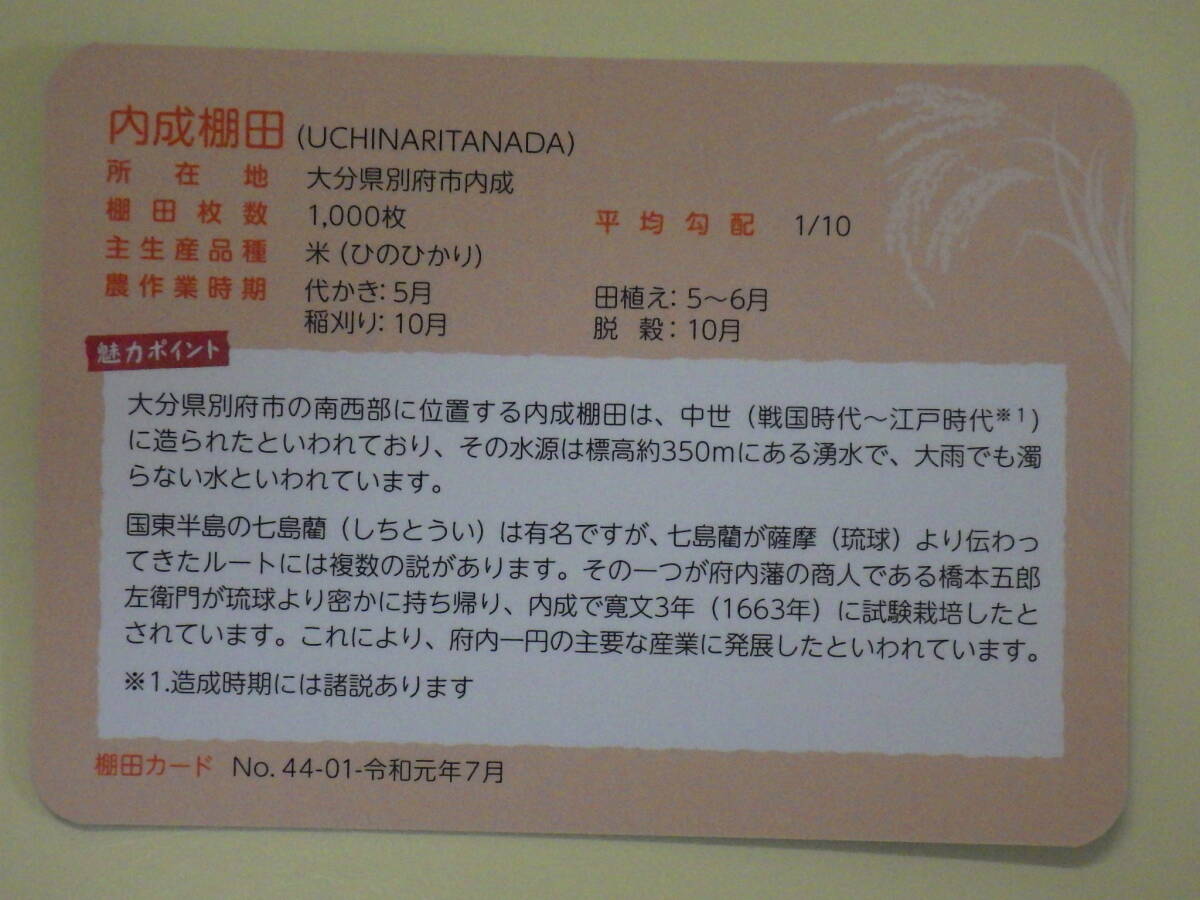 内成棚田 (UCHINARITANADA)
所在地 大分県別府市内成
棚田枚数 1,000枚 平均勾配 1/10
主生産品種 米（ひのひかり）
農作業時期 代かき：5月 田植え：5～6月
稲刈り：10月 脱穀：10月
魅力ポイント
大分県別府市の南西部に位置する内成棚田は、中世（戦国時代～江戸時代※1）
に造られたといわれており、その水源は標高約350mにある湧水で、大雨でも濁
らない水といわれています。
国東半島の七島藺（しちとうい）は有名ですが、七島藺が薩摩（琉球）より伝わっ
てきたルートには複数の説があります。その一つが府内藩の商人である橋本五郎
左衛門が琉球より密かに持ち帰り、内成で寛文3年（1663年）に試験栽培したと
されています。これにより、府内一円の主要な産業に発展したといわれています。
※1.造成時期には諸説あります
棚田カード No. 44-01-令和元年7月